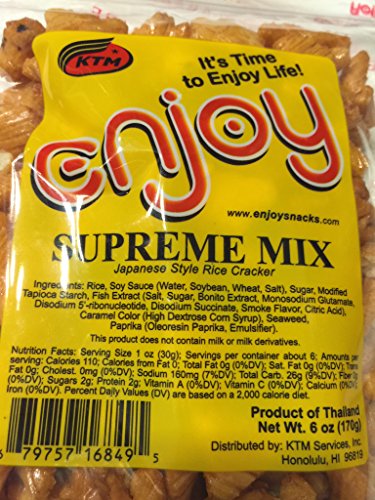 KTM
It's Time
to Enjoy Life!
enjoy
www.enjoysnacks.com
SUPREME MIX
Japanese Style Rice Cracker
Ingredients: Rice, Soy Sauce (Water, Soybean, Wheat, Salt), Sugar, Modified
Tapioca Starch, Fish Extract (Salt, Sugar, Bonito Extract, Monosodium Glutamate,
Disodium 5'-ribonucleotide, Disodium Succinate, Smoke Flavor, Citric Acid),
Caramel Color (High Dextrose Corn Syrup), Seaweed,
Paprika (Oleoresin Paprika, Emulsifier).
This product does not contain milk or milk derivatives.
Nutrition Facts: Serving Size 1 oz (30g); Servings per container about 6; Amounts per
serving: Calories 110; Calories from Fat 0; Total Fat 0g (0%DV); Sat. Fat 0g (0%DV); Trans
Fat 0g; Cholest. 0mg (0%DV); Sodium 160mg (7%DV); Total Carb. 26g (9%DV); Fiber 0
(0%DV); Sugars 2g; Protein 2g; Vitamin A (0%DV); Vitamin C (0%DV); Calcium (0%
Iron (0%DV). Percent Daily Values (DV) are based on a 2,000 calorie diet.
Product of Thailand
Net Wt. 6 oz (170g)
Distributed by: KTM Services, Inc.
Honolulu, HI 96819
6 79757 16849 5